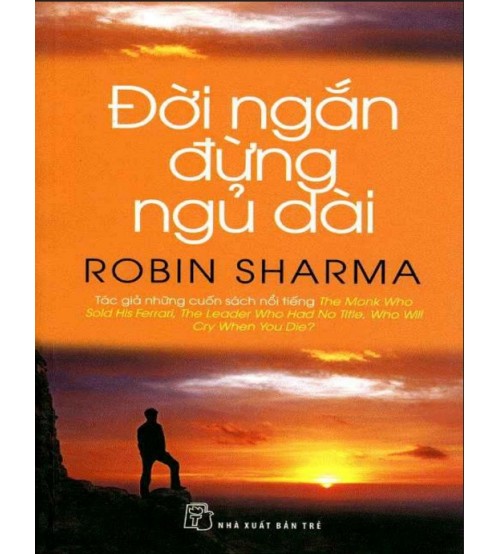 Đời ngắn
đừng
ngủ dài
ROBIN SHARMA
Tác giả những cuốn sách nổi tiếng The Monk Who
Sold His Ferrari, The Leader Who Had No Title, Who Will
Cry When You Die?
NHÀ XUẤT BẢN TRẺ